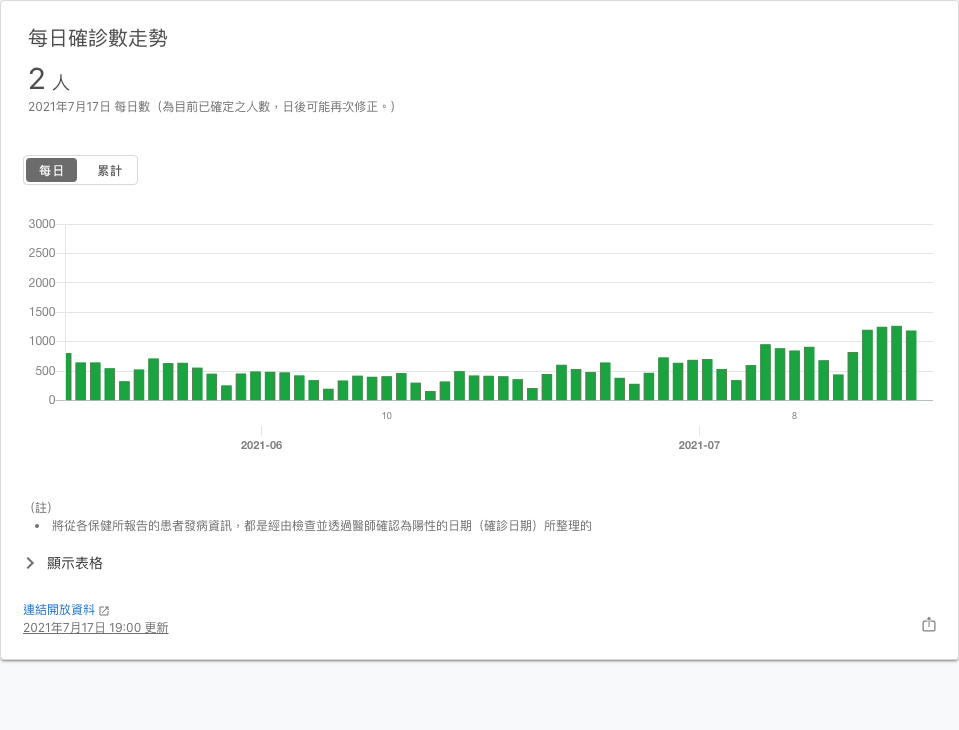 每日確診數走勢
2 人
2021年7月17日 每日數（為目前已確定之人數，日後可能再次修正。）
每日 累計
3000
2500
2000
1500
1000
500
0
10 8
2021-06 2021-07
（註）
• 將從各保健所報告的患者發病資訊，都是經由檢查並透過醫師確認為陽性的日期（確診日期）所整理的
顯示表格
連結開放資料
2021年7月17日 19:00 更新